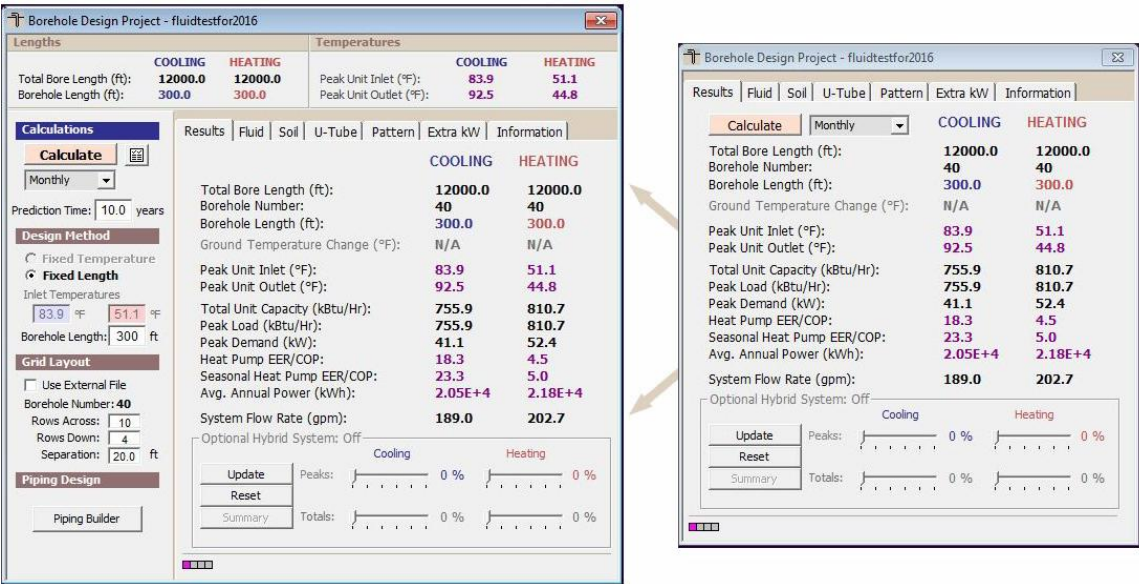 Borehole Design Project - fluidtestfor2016
Lengths
Temperatures
COOLING HEATING
Total Bore Length (ft): 12000.0 12000.0
Borehole Length (ft): 300.0 300.0
COOLING HEATING
Peak Unit Inlet (°F): 83.9 51.1
Peak Unit Outlet (°F): 92.5 44.8
Calculations
Calculate
Monthly
Prediction Time: 10.0 years
Design Method
Fixed Temperature
Fixed Length
Inlet Temperatures
83.9 °F 51.1 °F
Borehole Length: 300 ft
Grid Layout
Use External File
Borehole Number: 40
Rows Across: 10
Rows Down: 4
Separation: 20.0 ft
Piping Design
Piping Builder
Results Fluid Soil U-Tube Pattern Extra kW Information
COOLING HEATING
Total Bore Length (ft): 12000.0 12000.0
Borehole Number: 40 40
Borehole Length (ft): 300.0 300.0
Ground Temperature Change (°F): N/A N/A
Peak Unit Inlet (°F): 83.9 51.1
Peak Unit Outlet (°F): 92.5 44.8
Total Unit Capacity (kBtu/Hr): 755.9 810.7
Peak Load (kBtu/Hr): 755.9 810.7
Peak Demand (kW): 41.1 52.4
Heat Pump EER/COP: 18.3 4.5
Seasonal Heat Pump EER/COP: 23.3 5.0
Avg. Annual Power (kWh): 2.05E+4 2.18E+4
System Flow Rate (gpm): 189.0 202.7
Optional Hybrid System: Off
Cooling Heating
Update Peaks: 0 % 0 %
Reset
Summary Totals: 0 % 0 %
Borehole Design Project - fluidtestfor2016
Results Fluid Soil U-Tube Pattern Extra kW Information
Calculate Monthly COOLING HEATING
Total Bore Length (ft): 12000.0 12000.0
Borehole Number: 40 40
Borehole Length (ft): 300.0 300.0
Ground Temperature Change (°F): N/A N/A
Peak Unit Inlet (°F): 83.9 51.1
Peak Unit Outlet (°F): 92.5 44.8
Total Unit Capacity (kBtu/Hr): 755.9 810.7
Peak Load (kBtu/Hr): 755.9 810.7
Peak Demand (kW): 41.1 52.4
Heat Pump EER/COP: 18.3 4.5
Seasonal Heat Pump EER/COP: 23.3 5.0
Avg. Annual Power (kWh): 2.05E+4 2.18E+4
System Flow Rate (gpm): 189.0 202.7
Optional Hybrid System: Off
Cooling Heating
Update Peaks: 0 % 0 %
Reset
Summary Totals: 0 % 0 %